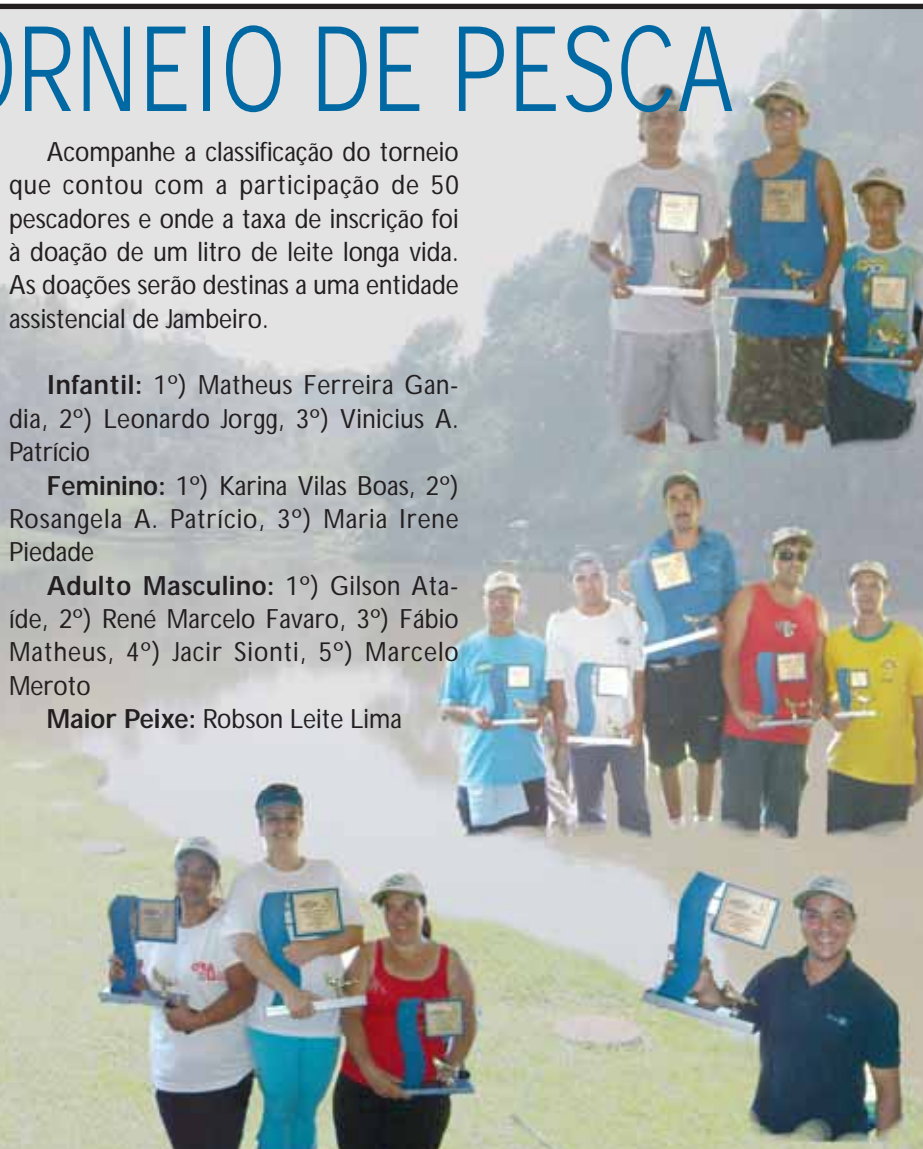 ORNEIO DE PESCA
Acompanhe a classificação do torneio
que contou com a participação de 50
pescadores e onde a taxa de inscrição foi
à doação de um litro de leite longa vida.
As doações serão destinas a uma entidade
assistencial de Jambeiro.
Infantil: 1º) Matheus Ferreira Gan-
dia, 2º) Leonardo Jorgg, 3º) Vinicius A.
Patrício
Feminino: 1º) Karina Vilas Boas, 2º)
Rosangela A. Patrício, 3º) Maria Irene
Piedade
Adulto Masculino: 1º) Gilson Ata-
íde, 2º) René Marcelo Favaro, 3º) Fábio
Matheus, 4º) Jacir Sionti, 5º) Marcelo
Meroto
Maior Peixe: Robson Leite Lima